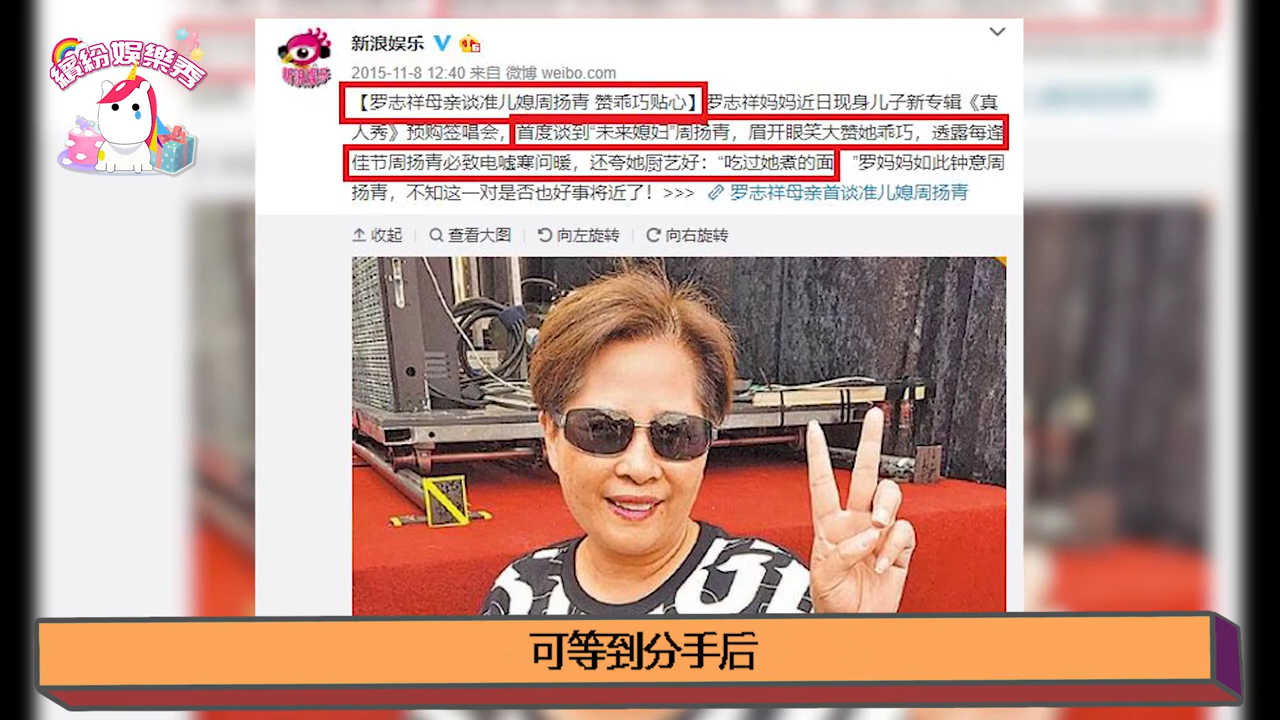 繽紛娛樂秀
新浪娱乐
新浪娱乐
2015-11-8 12:40 来自 微博 weibo.com
【罗志祥母亲谈准儿媳周扬青 赞乖巧贴心】罗志祥妈妈近日现身儿子新专辑《真
人秀》预购签唱会，首度谈到“未来媳妇”周扬青，眉开眼笑大赞她乖巧，透露每逢
佳节周扬青必致电嘘寒问暖，还夸她厨艺好：“吃过她煮的面 ”罗妈妈如此钟意周
扬青，不知这一对是否也好事将近了！>>> 罗志祥母亲首谈准儿媳周扬青
收起 查看大图 向左旋转 向右旋转
可等到分手后